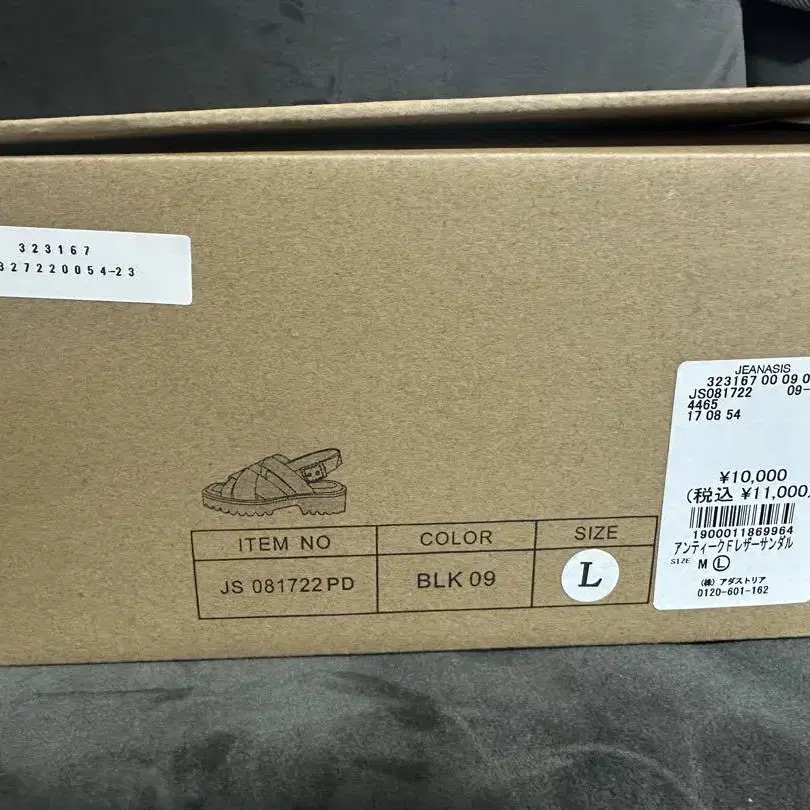 323167
327220054-23
JEANASIS
323167 00 09 0
JS081722 09-
4465
17 08 54
¥10,000
(税込 ¥11,000)
1900011869964
アンティークFレザーサンダル
SIZE M L
(株) アダストリア
0120-601-162
ITEM NO COLOR SIZE
JS 081722PD BLK 09 L